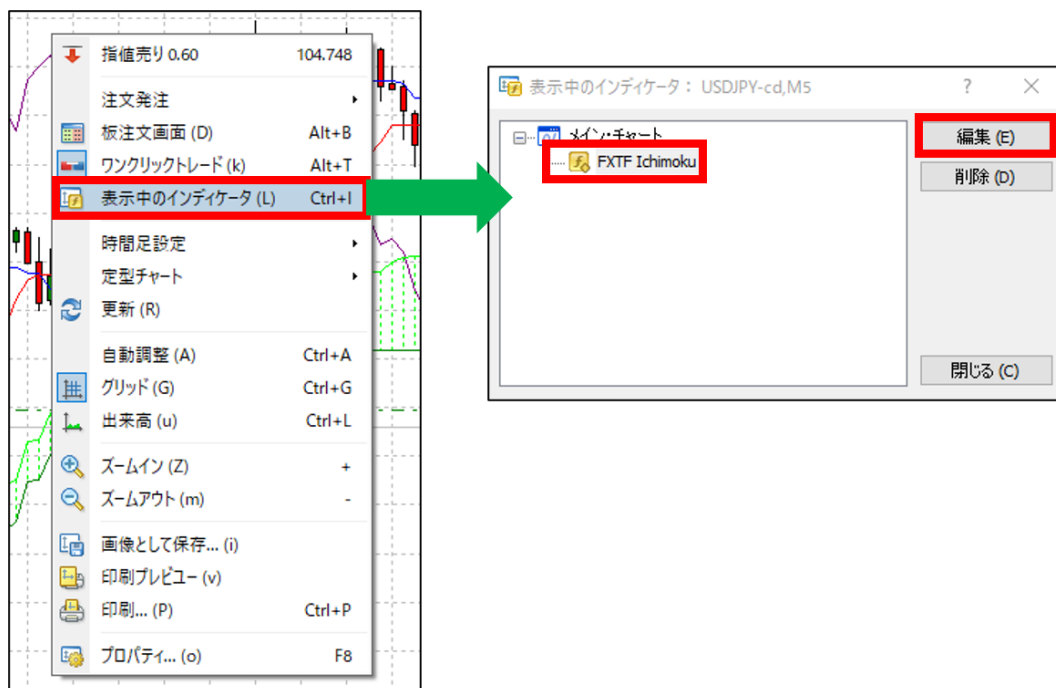 指値売り 0.60 104.748
注文発注
板注文画面 (D) Alt+B
ワンクリックトレード (k) Alt+T
表示中のインディケータ (L) Ctrl+I
時間足設定
定型チャート
更新 (R)
自動調整 (A) Ctrl+A
グリッド (G) Ctrl+G
出来高 (u) Ctrl+L
ズームイン (Z) +
ズームアウト (m) -
画像として保存... (i)
印刷プレビュー (v)
印刷... (P) Ctrl+P
プロパティ... (o) F8
表示中のインディケータ： USDJPY-cd,M5 ?
メイン・チャート
FXTF Ichimoku
編集 (E)
削除 (D)
閉じる (C)